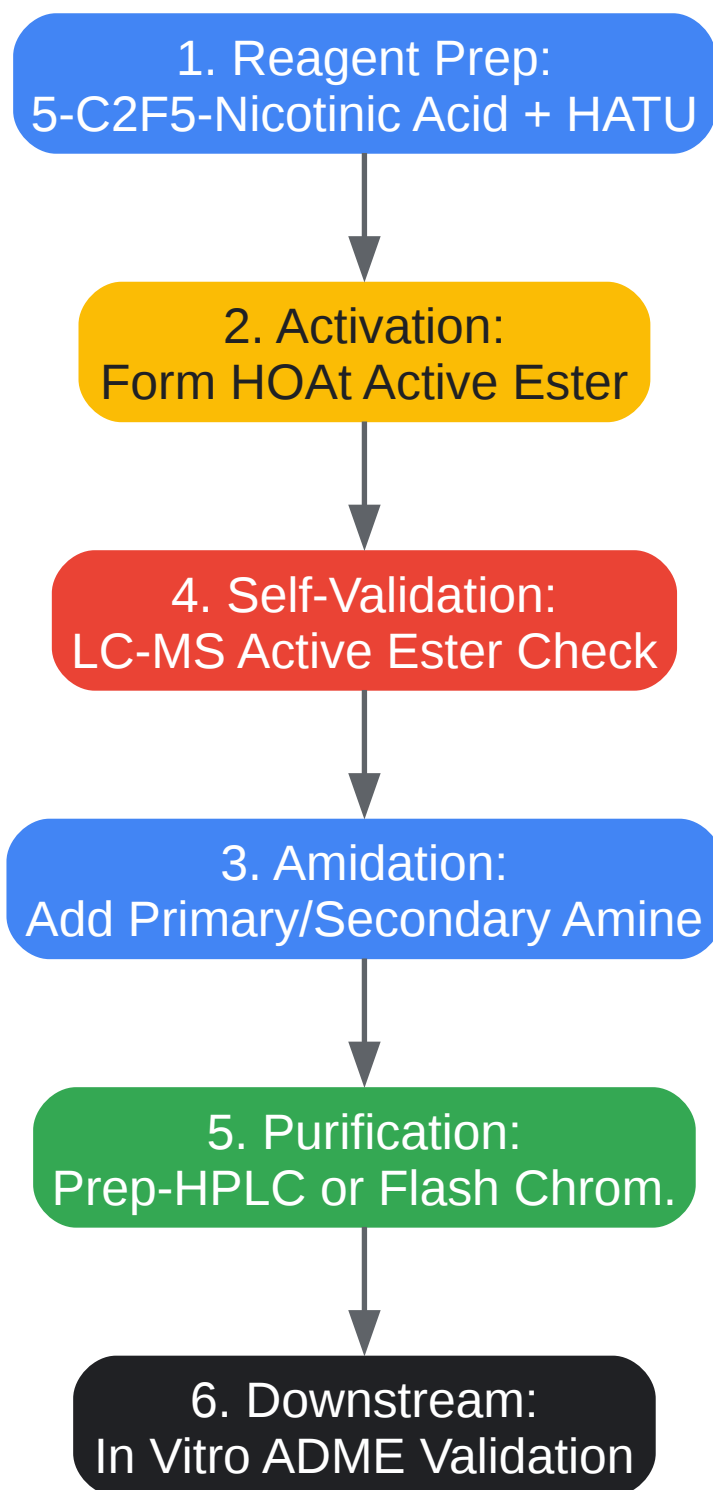 1. Reagent Prep:
5-C2F5-Nicotinic Acid + HATU
2. Activation:
Form HOAt Active Ester
4. Self-Validation:
LC-MS Active Ester Check
3. Amidation:
Add Primary/Secondary Amine
5. Purification:
Prep-HPLC or Flash Chrom.
6. Downstream:
In Vitro ADME Validation